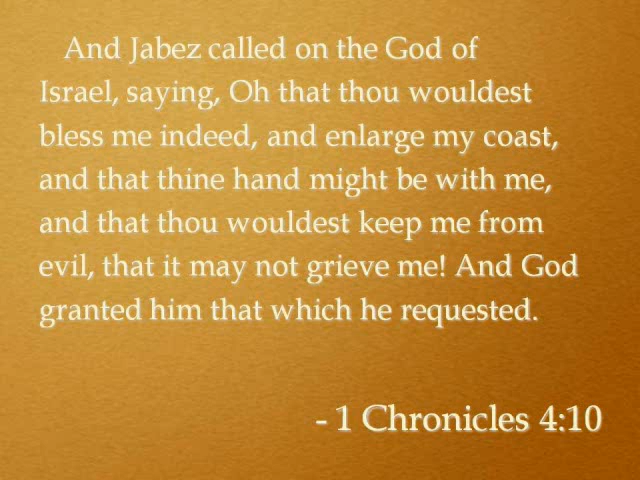 And Jabez called on the God of
Israel, saying, Oh that thou wouldest
bless me indeed, and enlarge my coast,
and that thine hand might be with me,
and that thou wouldest keep me from
evil, that it may not grieve me! And God
granted him that which he requested.
- 1 Chronicles 4:10